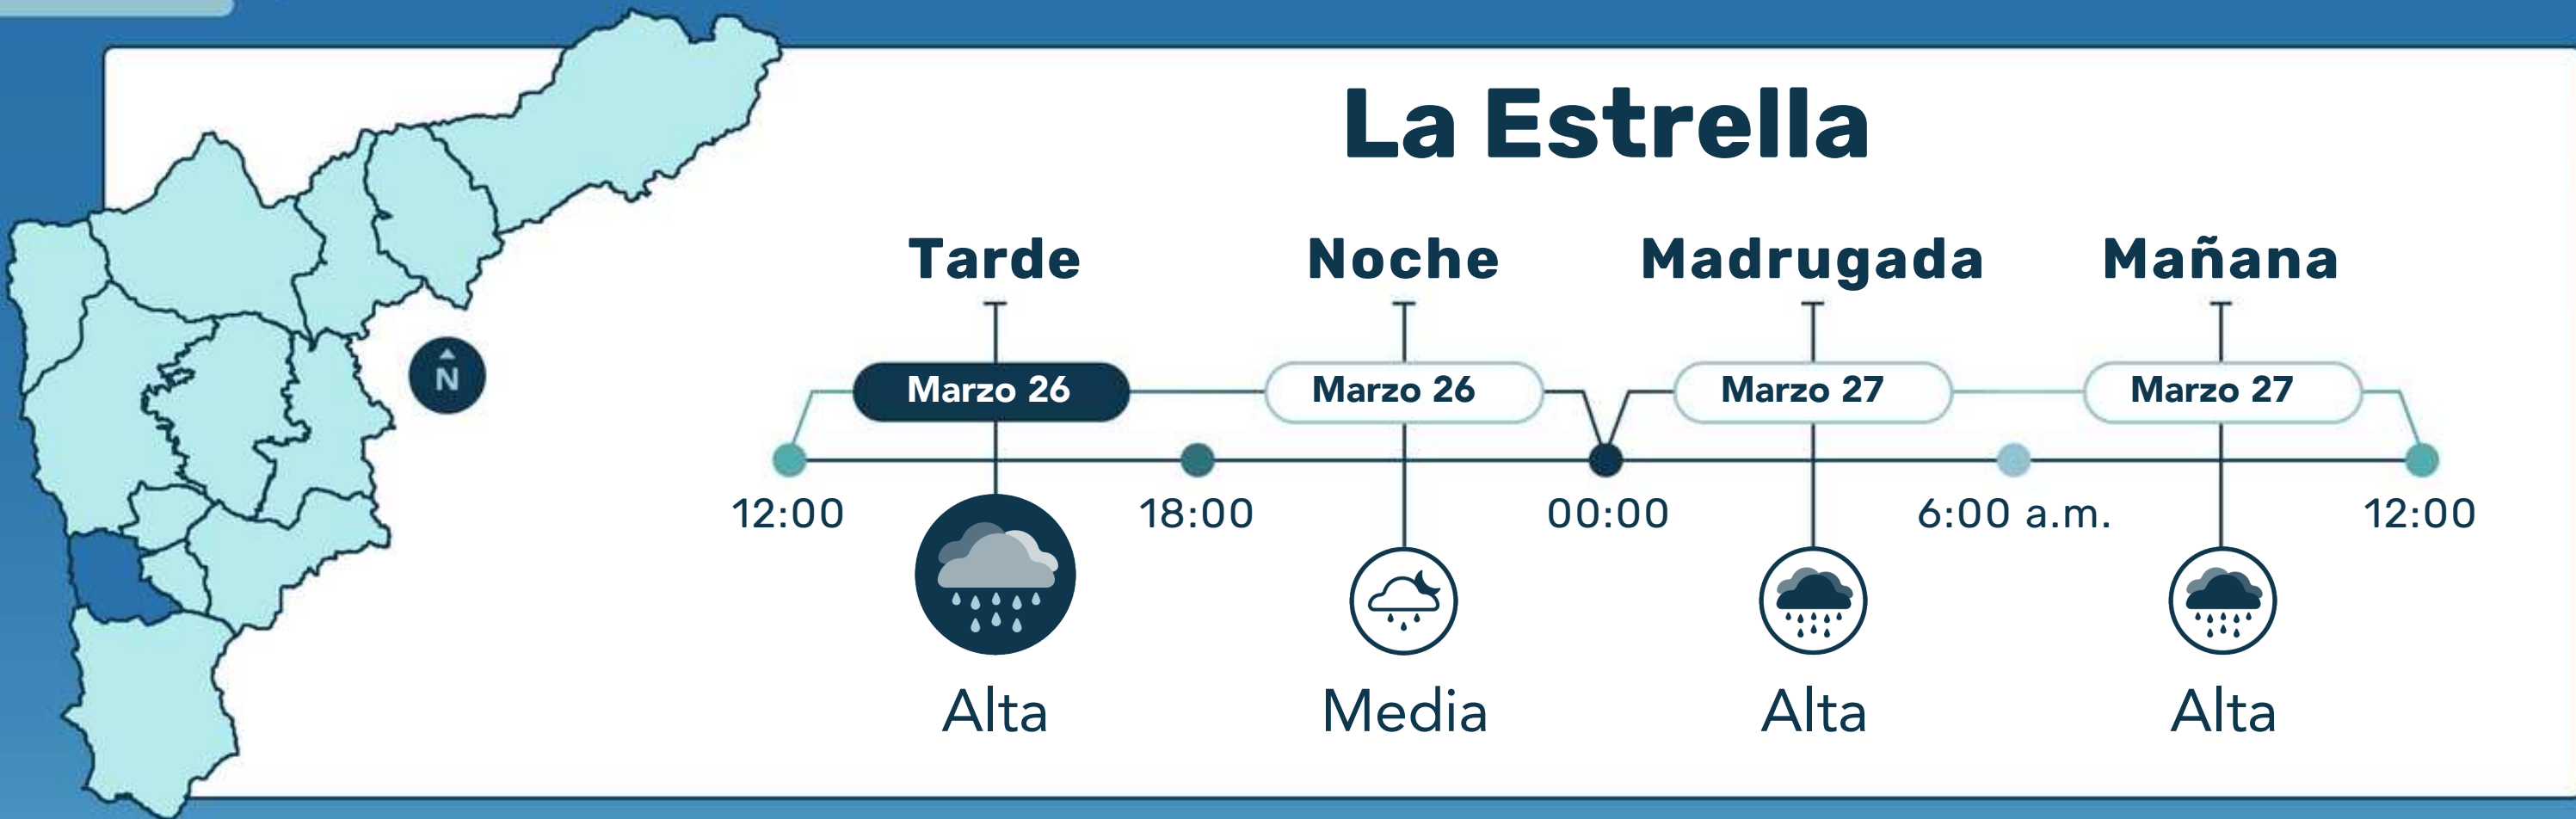 La Estrella
Tarde Noche Madrugada Mañana
N
Marzo 26 Marzo 26 Marzo 27 Marzo 27
12:00 18:00 00:00 6:00 a.m. 12:00
Alta Media Alta Alta